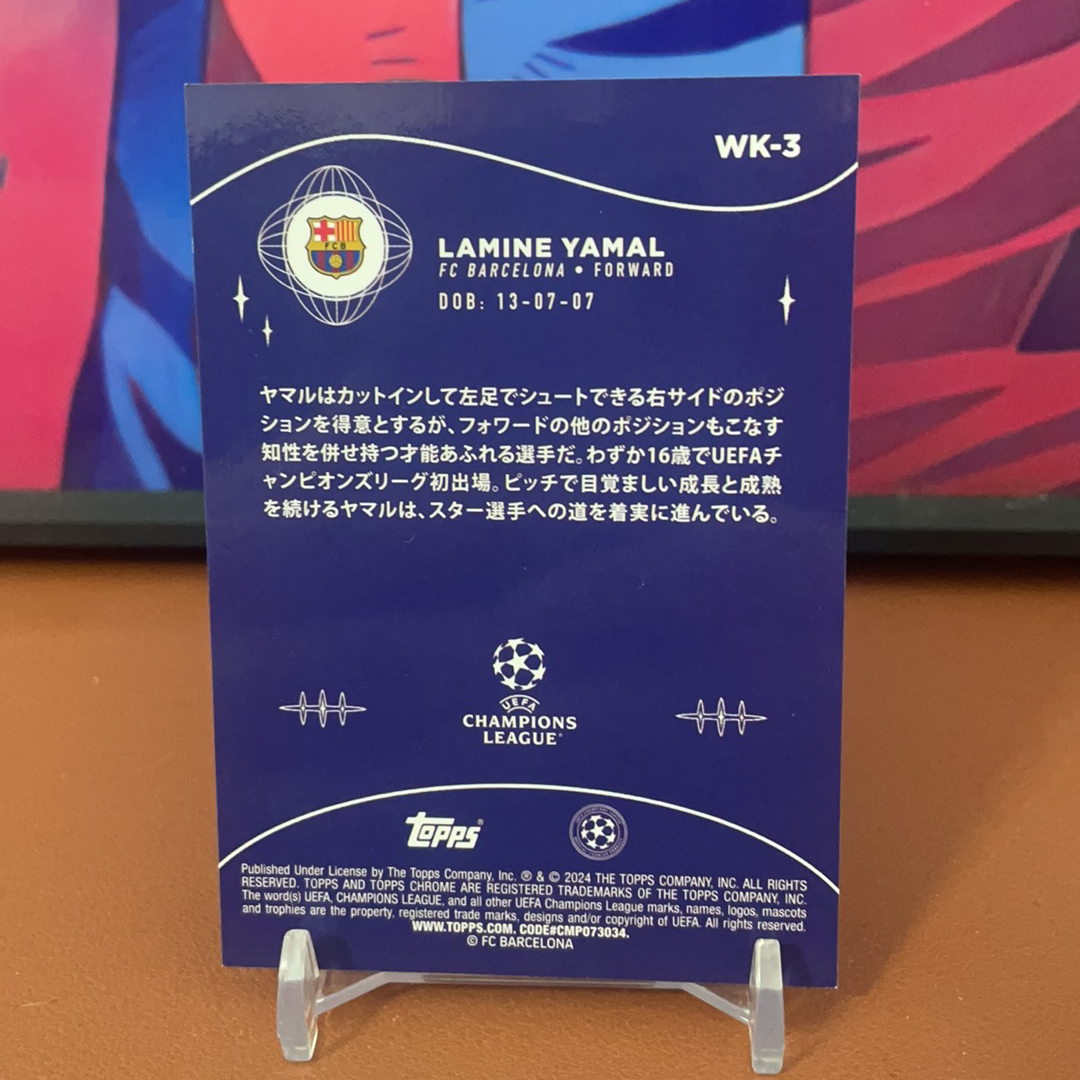 WK-3
FCB
LAMINE YAMAL
FC BARCELONA • FORWARD
DOB: 13-07-07
ヤマルはカットインして左足でシュートできる右サイドのポジ
ションを得意とするが、フォワードの他のポジションもこなす
知性を併せ持つ才能あふれる選手だ。わずか16歳でUEFAチ
ャンピオンズリーグ初出場。ピッチで目覚ましい成長と成熟
を続けるヤマルは、スター選手への道を着実に進んでいる。
UEFA
CHAMPIONS
LEAGUE®
topps®
Published Under License by The Topps Company, Inc. ® & © 2024 THE TOPPS COMPANY, INC. ALL RIGHTS
RESERVED. TOPPS AND TOPPS CHROME ARE REGISTERED TRADEMARKS OF THE TOPPS COMPANY, INC.
The word(s) UEFA, CHAMPIONS LEAGUE, and all other UEFA Champions League marks, names, logos, mascots
and trophies are the property, registered trade marks, designs and/or copyright of UEFA. All rights reserved.
WWW.TOPPS.COM. CODE#CMP073034.
© FC BARCELONA